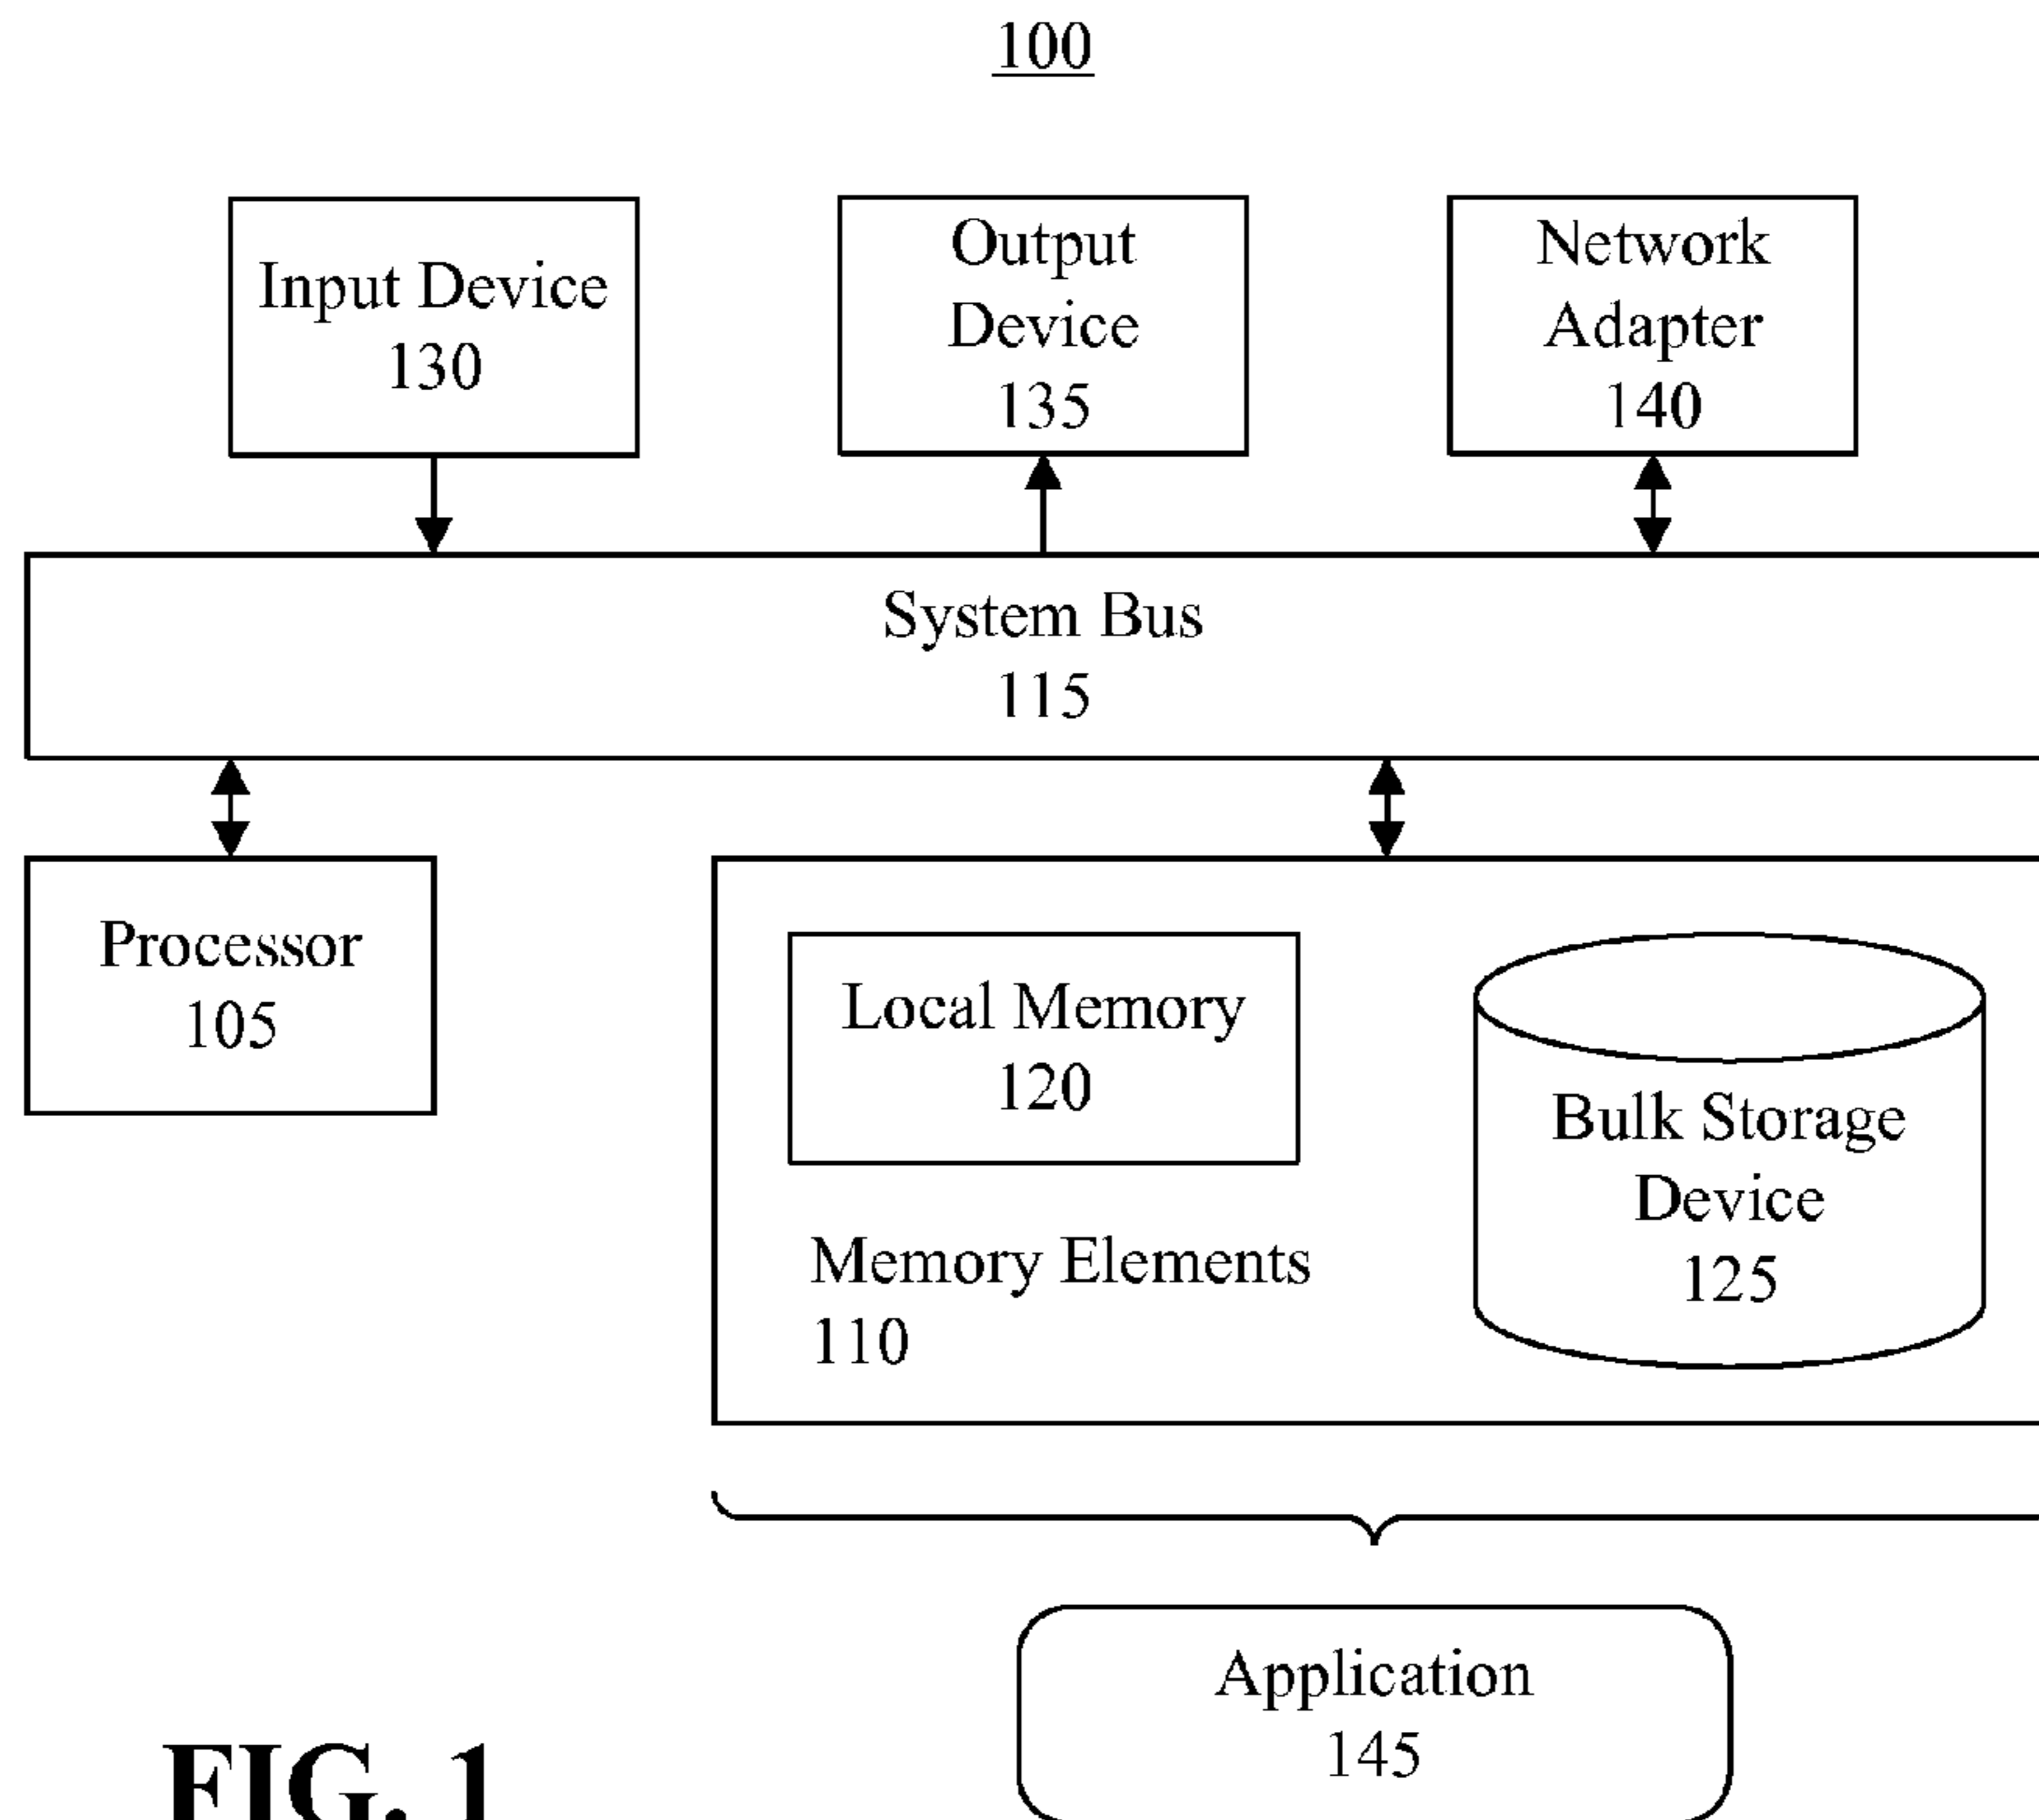 100
Input Device
130
Output
Device
135
Network
Adapter
140
System Bus
115
Processor
105
Local Memory
120
Memory Elements
110
Bulk Storage
Device
125
Application
145
FIG. 1